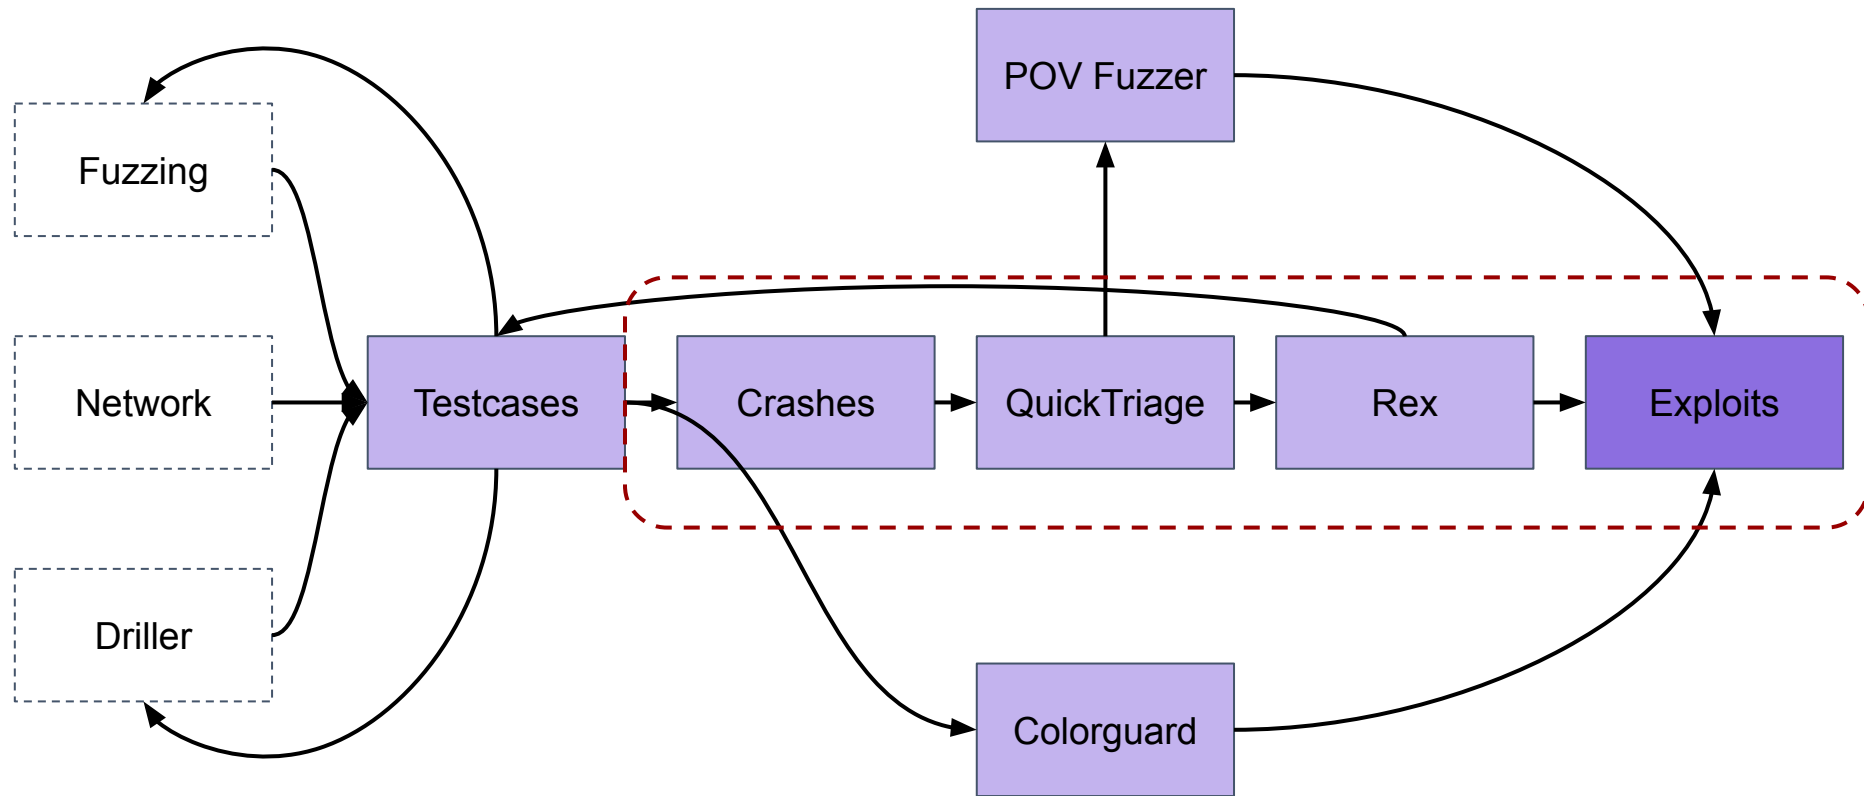 POV Fuzzer
Fuzzing
Network
Testcases
Crashes
QuickTriage
Rex
Exploits
Driller
Colorguard